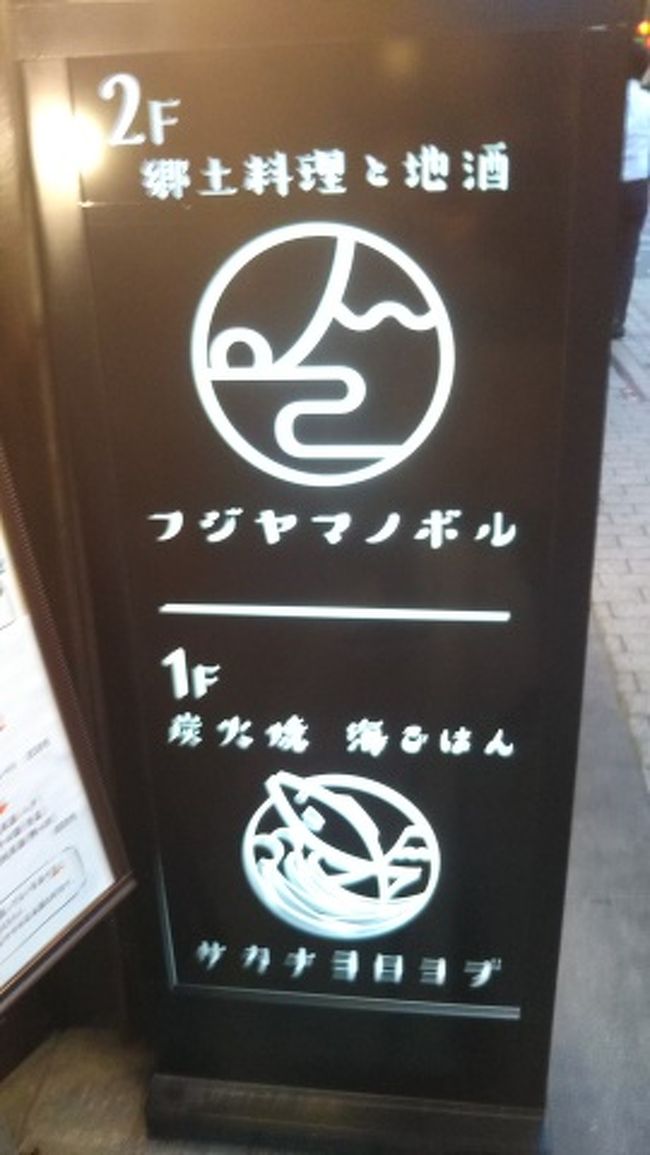 2F
郷土料理と地酒
フジヤマノボル
1F
炭火焼 海ごはん
サカナヨロコブ